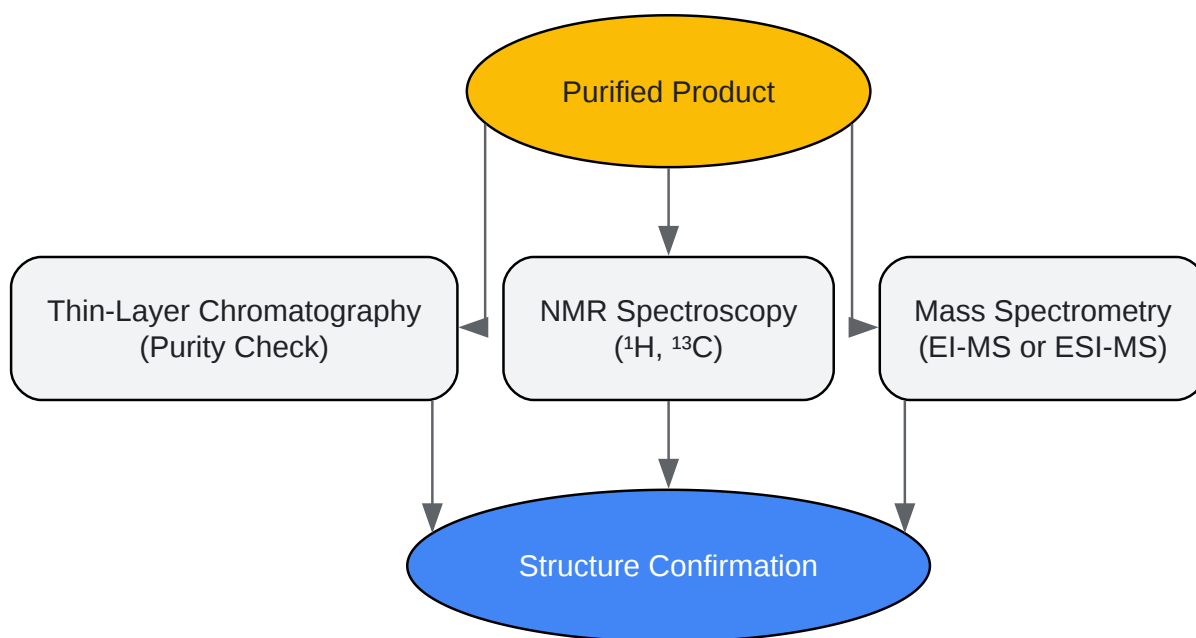 Purified Product
Thin-Layer Chromatography
(Purity Check)
NMR Spectroscopy
(¹H, ¹³C)
Mass Spectrometry
(EI-MS or ESI-MS)
Structure Confirmation